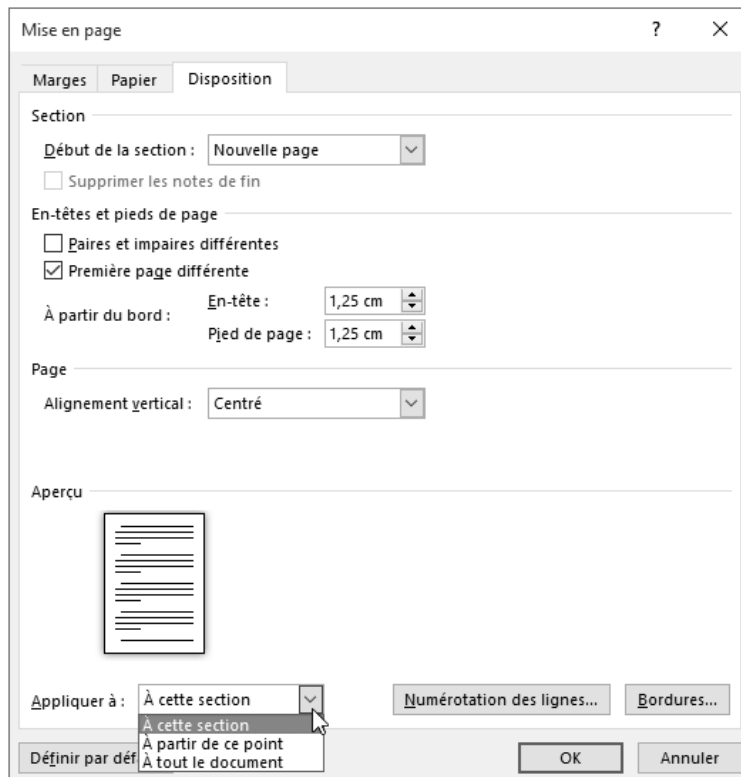 Mise en page
?
Marges Papier Disposition
Section
Début de la section : Nouvelle page
Supprimer les notes de fin
En-têtes et pieds de page
Paires et impaires différentes
Première page différente
À partir du bord :
En-tête : 1,25 cm
Pied de page : 1,25 cm
Page
Alignement vertical : Centré
Aperçu
Appliquer à : À cette section
Numérotation des lignes... Bordures...
À cette section
À partir de ce point
À tout le document
Définir par déf
OK Annuler